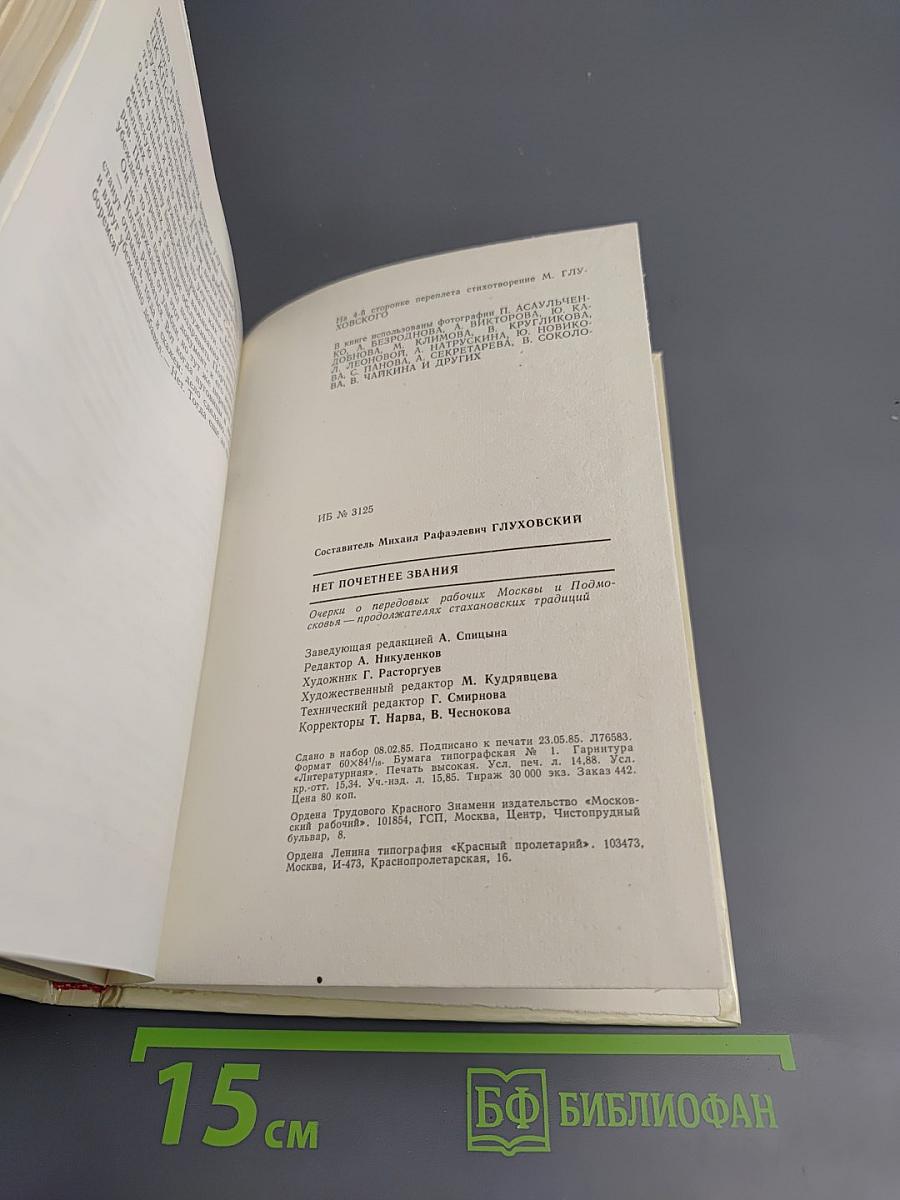 На 4-й сторонке переплета стихотворение М. ГЛУ-
ХОВСКОГО
В книге использованы фотографии П. АСАУЛЬЧЕН-
КО, А. БЕЗРОДНОВА, А. ВИКТОРОВА, Ю. КА-
ДОБНОВА, М. КЛИМОВА, В. КРУГЛИКОВА,
Л. ЛЕОНОВОЙ, А. НАТРУСКИНА, Ю. НОВИКО-
ВА, С. ПАНОВА, А. СЕКРЕТАРЕВА, В. СОКОЛО-
ВА, В. ЧАЙКИНА И ДРУГИХ
ИБ № 3125
Составитель Михаил Рафаэлевич ГЛУХОВСКИЙ
НЕТ ПОЧЕТНЕЕ ЗВАНИЯ
Очерки о передовых рабочих Москвы и Подмо-
сковья — продолжателях стахановских традиций
Заведующая редакцией А. Спицына
Редактор А. Никуленков
Художник Г. Расторгуев
Художественный редактор М. Кудрявцева
Технический редактор Г. Смирнова
Корректоры Т. Нарва, В. Чеснокова
Сдано в набор 08.02.85. Подписано к печати 23.05.85. Л76583.
Формат 60×84¹/₁₆. Бумага типографская № 1. Гарнитура
«Литературная». Печать высокая. Усл. печ. л. 14,88. Усл.
кр.-отт. 15,34. Уч.-изд. л. 15,85. Тираж 30 000 экз. Заказ 442.
Цена 80 коп.
Ордена Трудового Красного Знамени издательство «Москов-
ский рабочий». 101854, ГСП, Москва, Центр, Чистопрудный
бульвар, 8.
Ордена Ленина типография «Красный пролетарий». 103473,
Москва, И-473, Краснопролетарская, 16.
15 см
БФ БИБЛИОФАН